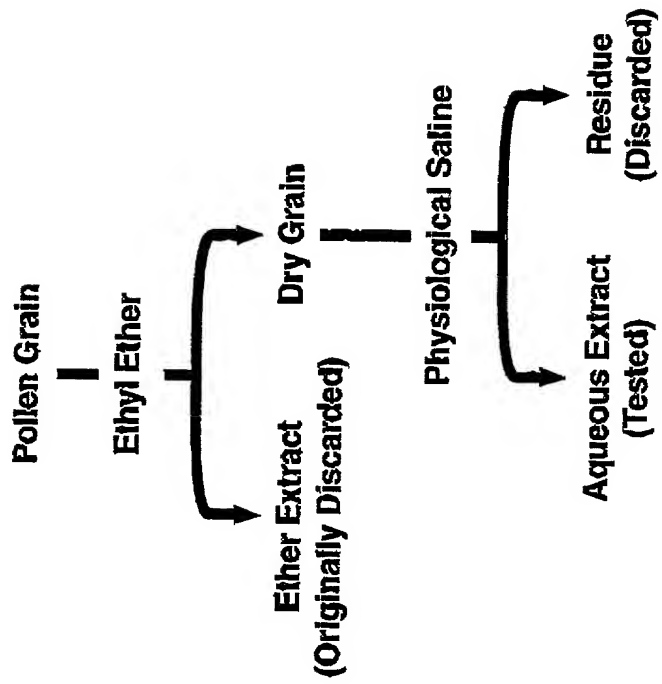 Pollen Grain
Ethyl Ether
Ether Extract
(Originally Discarded)
Dry Grain
Physiological Saline
Aqueous Extract
(Tested)
Residue
(Discarded)